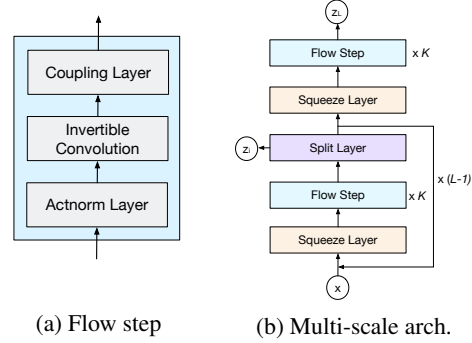 Coupling Layer
Invertible
Convolution
Actnorm Layer
(a) Flow step
zL
Flow Step
x K
Squeeze Layer
zi
Split Layer
x (L-1)
Flow Step
x K
Squeeze Layer
x
(b) Multi-scale arch.